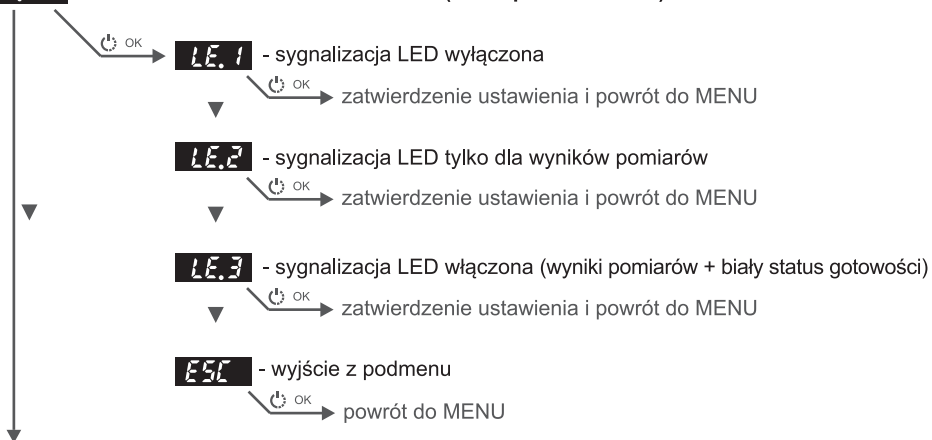 OK
LE.1 - sygnalizacja LED wyłączona
OK zatwierdzenie ustawienia i powrót do MENU
LE.2 - sygnalizacja LED tylko dla wyników pomiarów
OK zatwierdzenie ustawienia i powrót do MENU
LE.3 - sygnalizacja LED włączona (wyniki pomiarów + biały status gotowości)
OK zatwierdzenie ustawienia i powrót do MENU
ESC - wyjście z podmenu
OK powrót do MENU